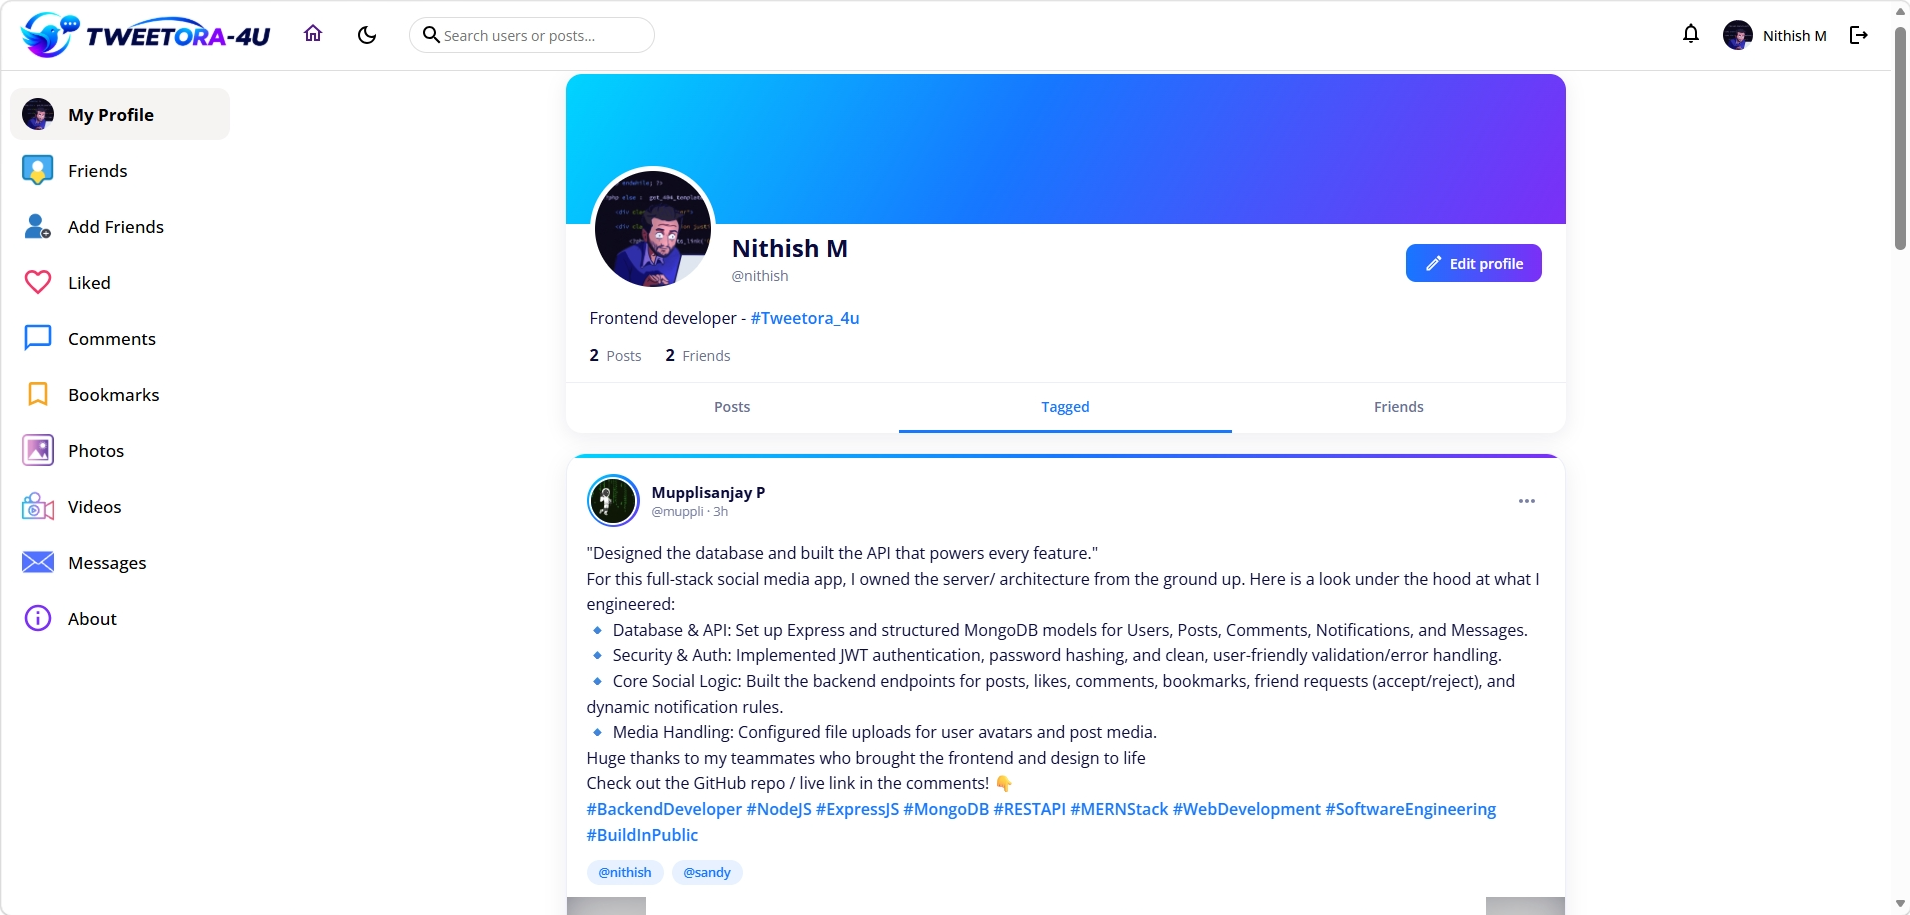 TWEETORA-4U
Search users or posts...
Nithish M
My Profile
Friends
Add Friends
Liked
Comments
Bookmarks
Photos
Videos
Messages
About
Nithish M
@nithish
Edit profile
Frontend developer - #Tweetora_4u
2 Posts 2 Friends
Posts Tagged Friends
Mupplisanjay P
@muppli · 3h
"Designed the database and built the API that powers every feature."
For this full-stack social media app, I owned the server/ architecture from the ground up. Here is a look under the hood at what I
engineered:
🔹 Database & API: Set up Express and structured MongoDB models for Users, Posts, Comments, Notifications, and Messages.
🔹 Security & Auth: Implemented JWT authentication, password hashing, and clean, user-friendly validation/error handling.
🔹 Core Social Logic: Built the backend endpoints for posts, likes, comments, bookmarks, friend requests (accept/reject), and
dynamic notification rules.
🔹 Media Handling: Configured file uploads for user avatars and post media.
Huge thanks to my teammates who brought the frontend and design to life
Check out the GitHub repo / live link in the comments! 👇
#BackendDeveloper #NodeJS #ExpressJS #MongoDB #RESTAPI #MERNStack #WebDevelopment #SoftwareEngineering
#BuildInPublic
@nithish @sandy